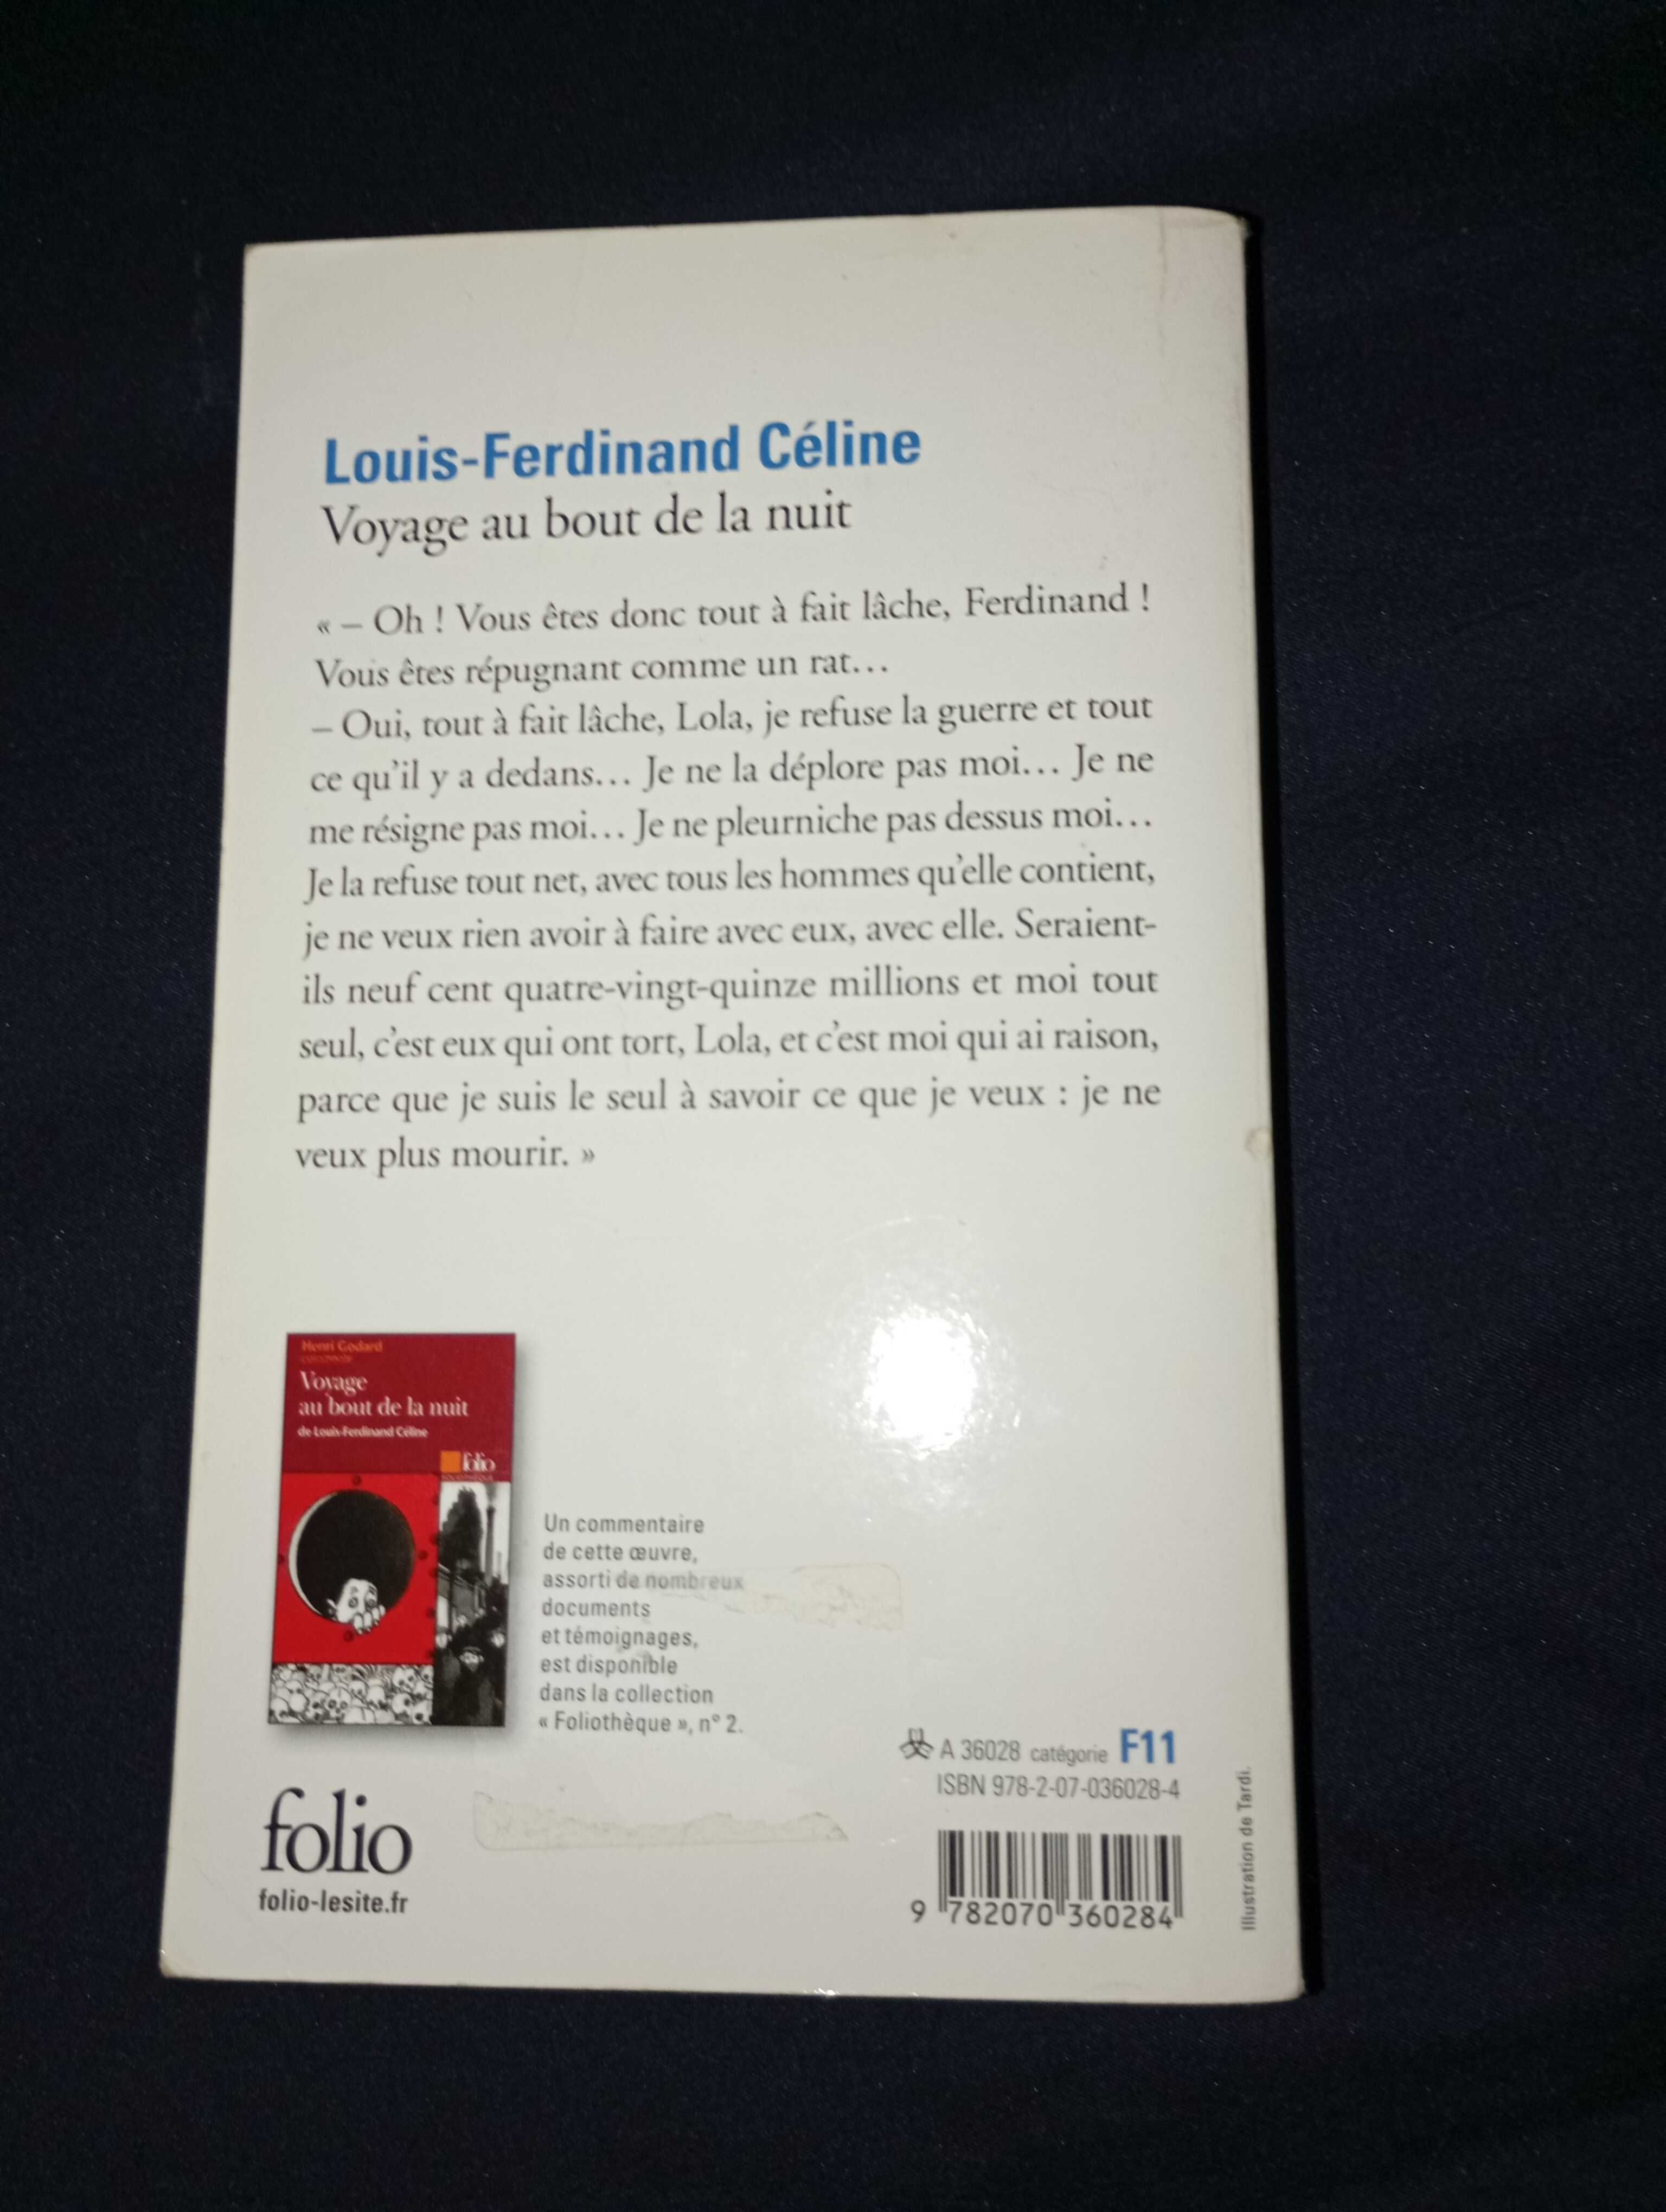 Louis-Ferdinand Céline
Voyage au bout de la nuit
« – Oh ! Vous êtes donc tout à fait lâche, Ferdinand !
Vous êtes répugnant comme un rat…
– Oui, tout à fait lâche, Lola, je refuse la guerre et tout
ce qu'il y a dedans… Je ne la déplore pas moi… Je ne
me résigne pas moi… Je ne pleurniche pas dessus moi…
Je la refuse tout net, avec tous les hommes qu'elle contient,
je ne veux rien avoir à faire avec eux, avec elle. Seraient-
ils neuf cent quatre-vingt-quinze millions et moi tout
seul, c'est eux qui ont tort, Lola, et c'est moi qui ai raison,
parce que je suis le seul à savoir ce que je veux : je ne
veux plus mourir. »
Henri Godard
Voyage
au bout de la nuit
de Louis-Ferdinand Céline
folio
Un commentaire
de cette œuvre,
assorti de nombreux
documents
et témoignages,
est disponible
dans la collection
« Foliothèque », n° 2.
folio
folio-lesite.fr
A 36028 catégorie F11
ISBN 978-2-07-036028-4
9 782070 360284
Illustration de Tardi.